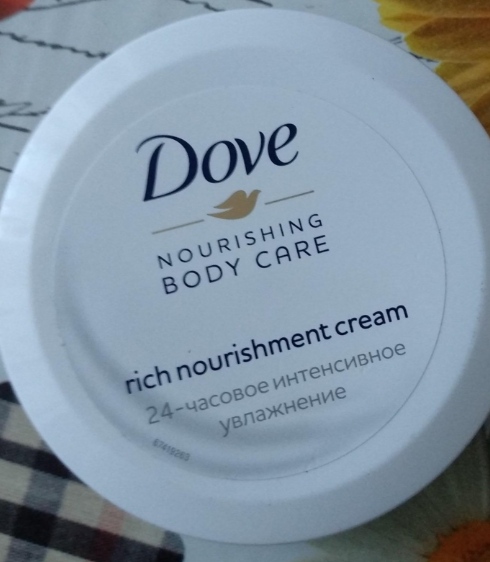 Dove
NOURISHING
BODY CARE
rich nourishment cream
24-часовое интенсивное
увлажнение